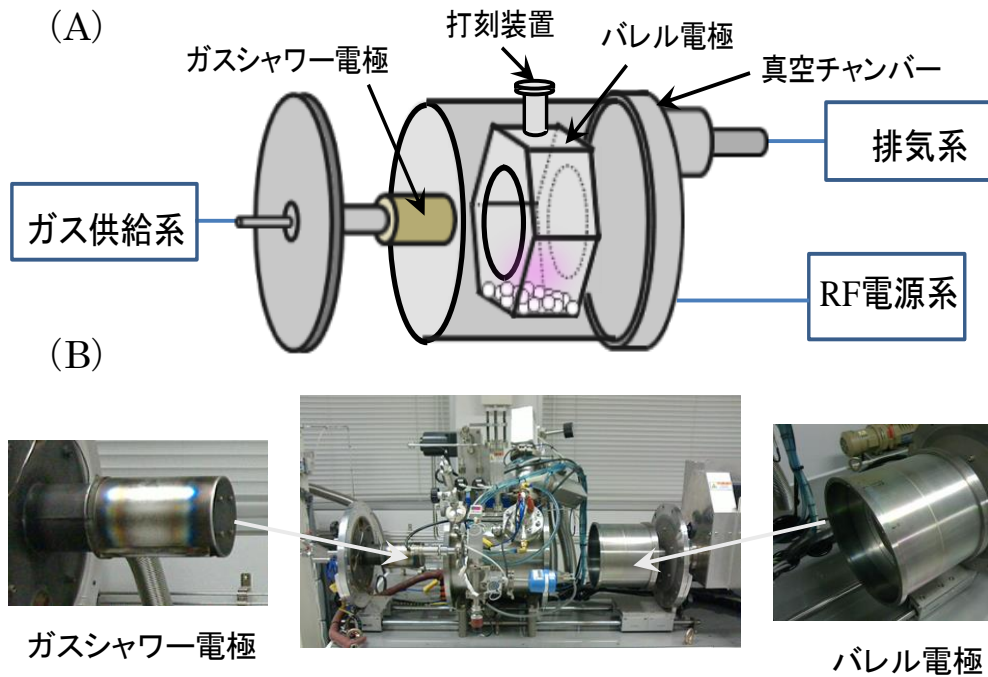 (A)
打刻装置
バレル電極
ガスシャワー電極
真空チャンバー
排気系
ガス供給系
RF電源系
(B)
ガスシャワー電極
バレル電極